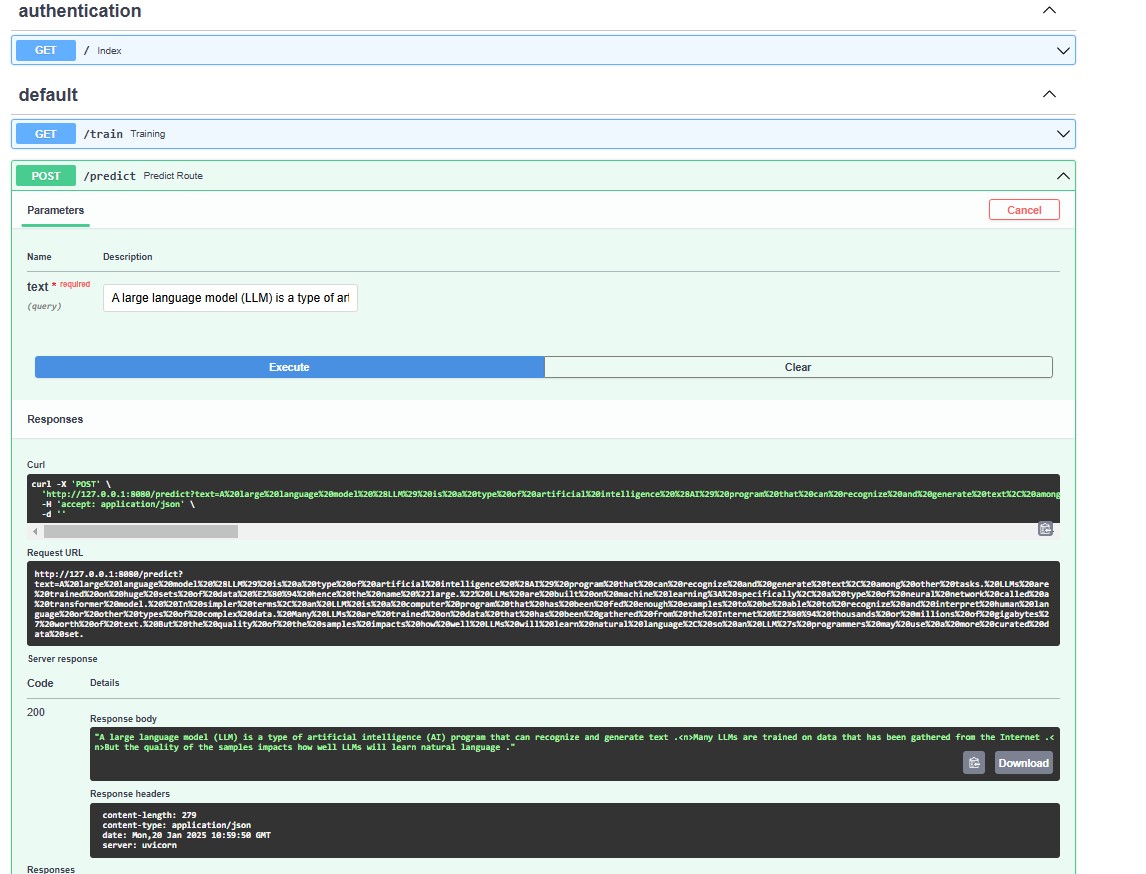 authentication
GET / Index
default
GET /train Training
POST /predict Predict Route
Parameters
Cancel
Name Description
text * required
(query)
A large language model (LLM) is a type of art
Execute Clear
Responses
Curl
curl -X 'POST' \
'http://127.0.0.1:8080/predict?text=A%20large%20language%20model%20%28LLM%29%20is%20a%20type%20of%20artificial%20intelligence%20%28AI%29%20program%20that%20can%20recognize%20and%20generate%20text%2C%20among
-H 'accept: application/json' \
-d ''
Request URL
http://127.0.0.1:8080/predict?
text=A%20large%20language%20model%20%28LLM%29%20is%20a%20type%20of%20artificial%20intelligence%20%28AI%29%20program%20that%20can%20recognize%20and%20generate%20text%2C%20among%20other%20tasks.%20LLMs%20are
%20trained%20on%20huge%20sets%20of%20data%20%E2%80%94%20hence%20the%20name%20%22large.%22%20LLMs%20are%20built%20on%20machine%20learning%3A%20specifically%2C%20a%20type%20of%20neural%20network%20called%20a
%20transformer%20model.%20%20In%20simpler%20terms%2C%20an%20LLM%20is%20a%20computer%20program%20that%20has%20been%20fed%20enough%20examples%20to%20be%20able%20to%20recognize%20and%20interpret%20human%20lan
guage%20or%20other%20types%20of%20complex%20data.%20Many%20LLMs%20are%20trained%20on%20data%20that%20has%20been%20gathered%20from%20the%20Internet%20%E2%80%94%20thousands%20or%20millions%20of%20gigabytes%2
7%20worth%20of%20text.%20But%20the%20quality%20of%20the%20samples%20impacts%20how%20well%20LLMs%20will%20learn%20natural%20language%2C%20so%20an%20LLM%27s%20programmers%20may%20use%20a%20more%20curated%20d
ata%20set.
Server response
Code Details
200
Response body
"A large language model (LLM) is a type of artificial intelligence (AI) program that can recognize and generate text .<n>Many LLMs are trained on data that has been gathered from the Internet .<
n>But the quality of the samples impacts how well LLMs will learn natural language ."
Download
Response headers
content-length: 279
content-type: application/json
date: Mon,20 Jan 2025 10:59:50 GMT
server: uvicorn
Responses